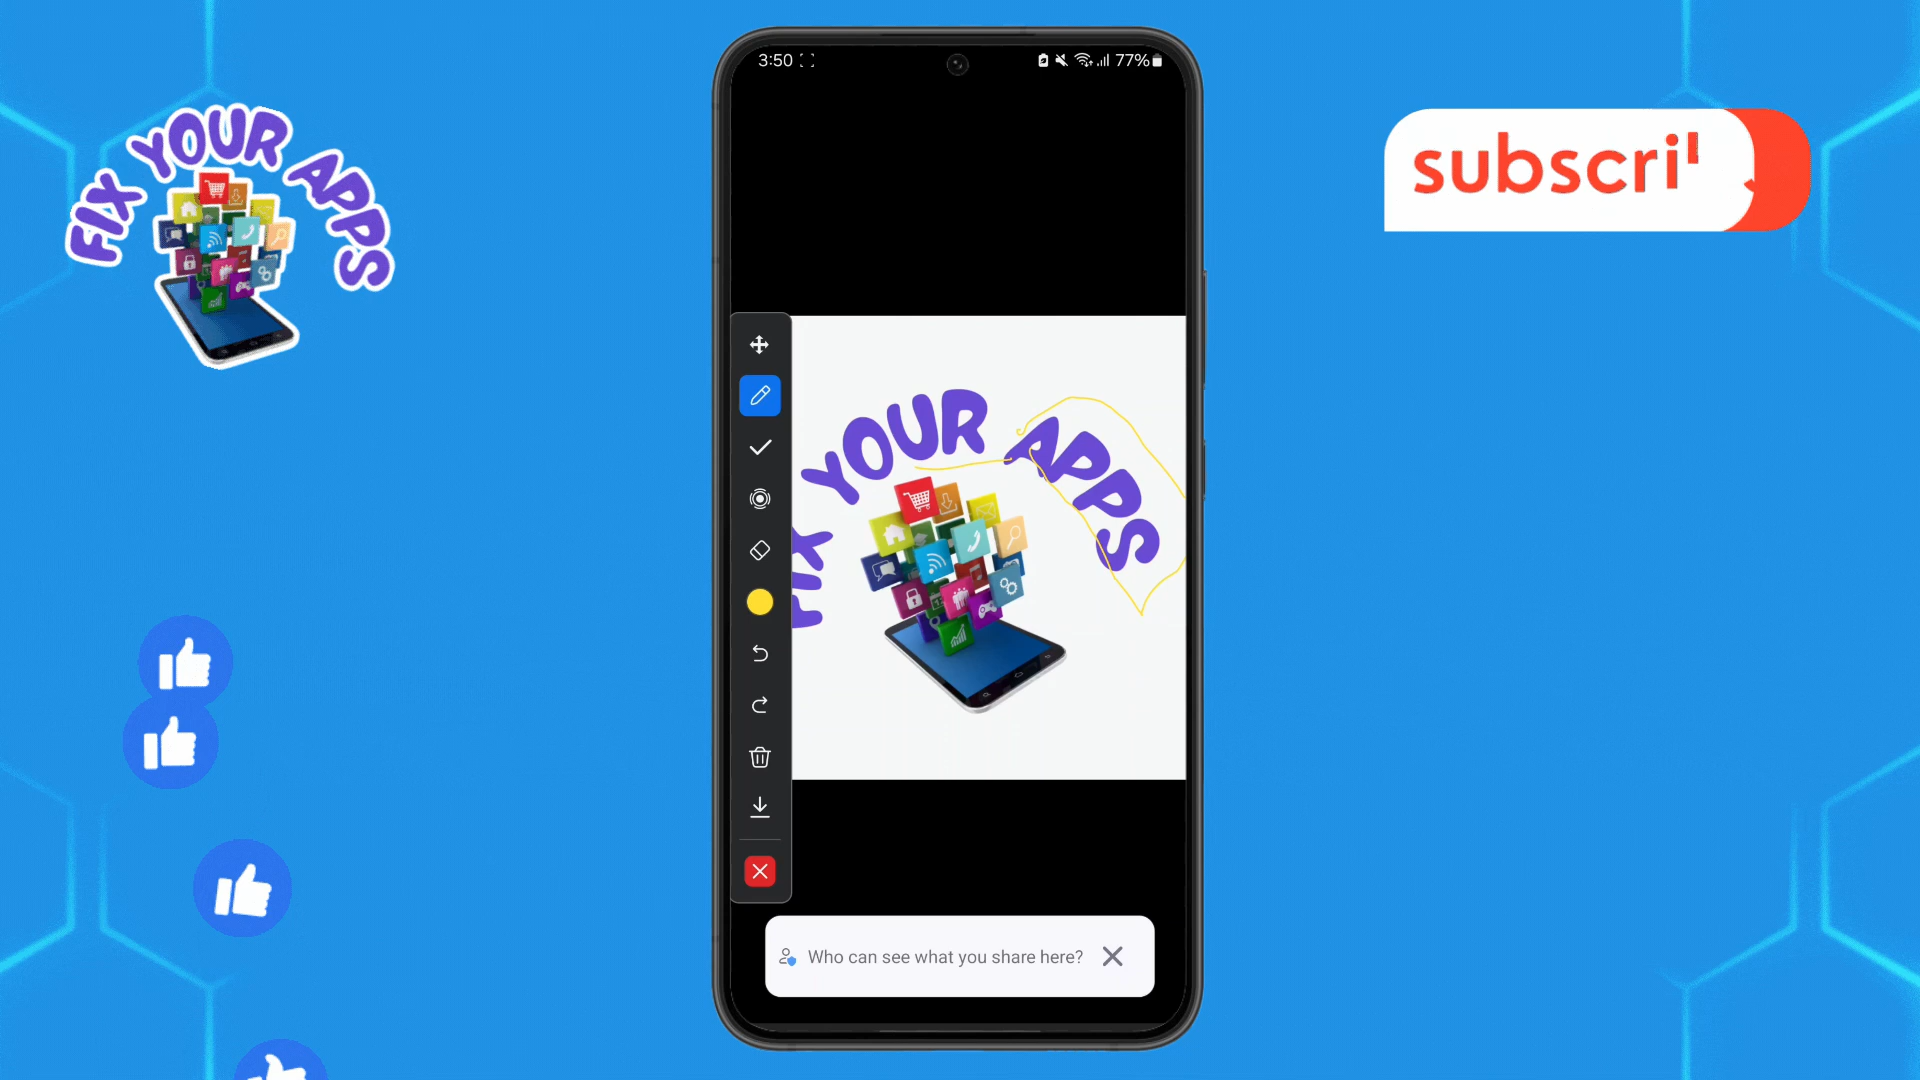 FIX YOUR APPS
subscri
3:50
77%
FIX YOUR APPS
Who can see what you share here?